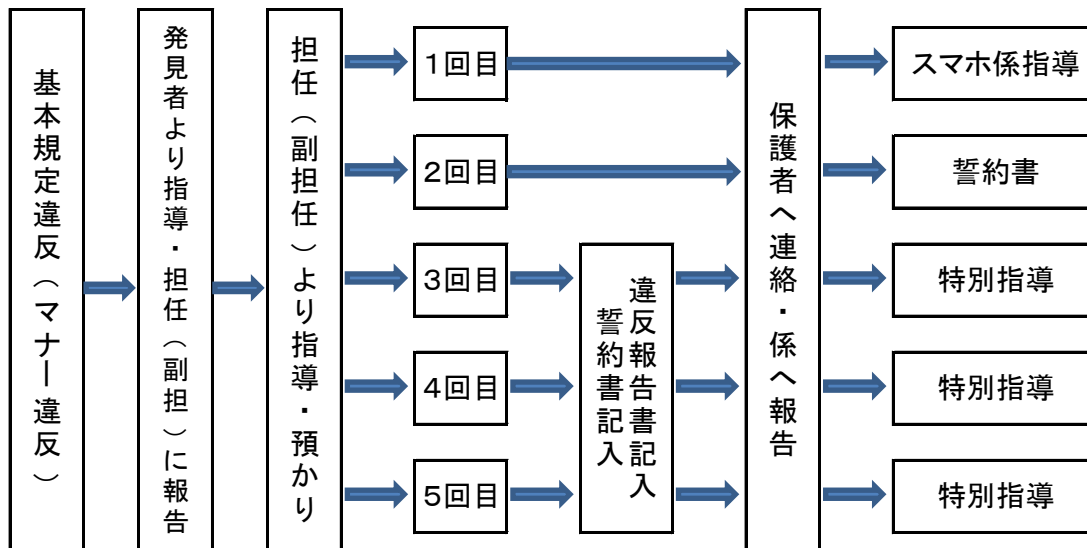 基本規定違反（マナー違反）
発見者より指導・担任（副担）に報告
担任（副担任）より指導・預かり
1回目
2回目
3回目
4回目
5回目
違反報告書記入
誓約書記入
保護者へ連絡・係へ報告
スマホ係指導
誓約書
特別指導
特別指導
特別指導